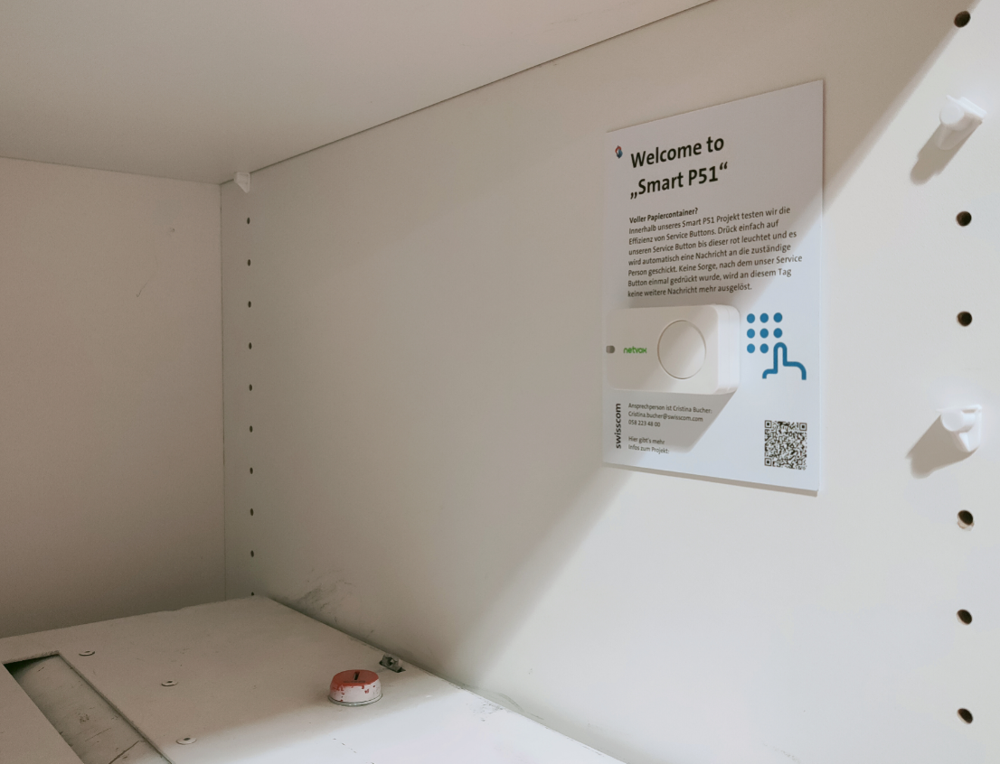 Welcome to
„Smart P51“
Voller Papiercontainer?
Innerhalb unseres Smart P51 Projekt testen wir die
Effizienz von Service Buttons. Drück einfach auf
unseren Service Button bis dieser rot leuchtet und es
wird automatisch eine Nachricht an die zuständige
Person geschickt. Keine Sorge, nach dem unser Service
Button einmal gedrückt wurde, wird an diesem Tag
keine weitere Nachricht mehr ausgelöst.
netvox
swisscom
Ansprechperson ist Cristina Bucher:
Cristina.bucher@swisscom.com
058 223 48 00
Hier gibt's mehr
Infos zum Projekt: